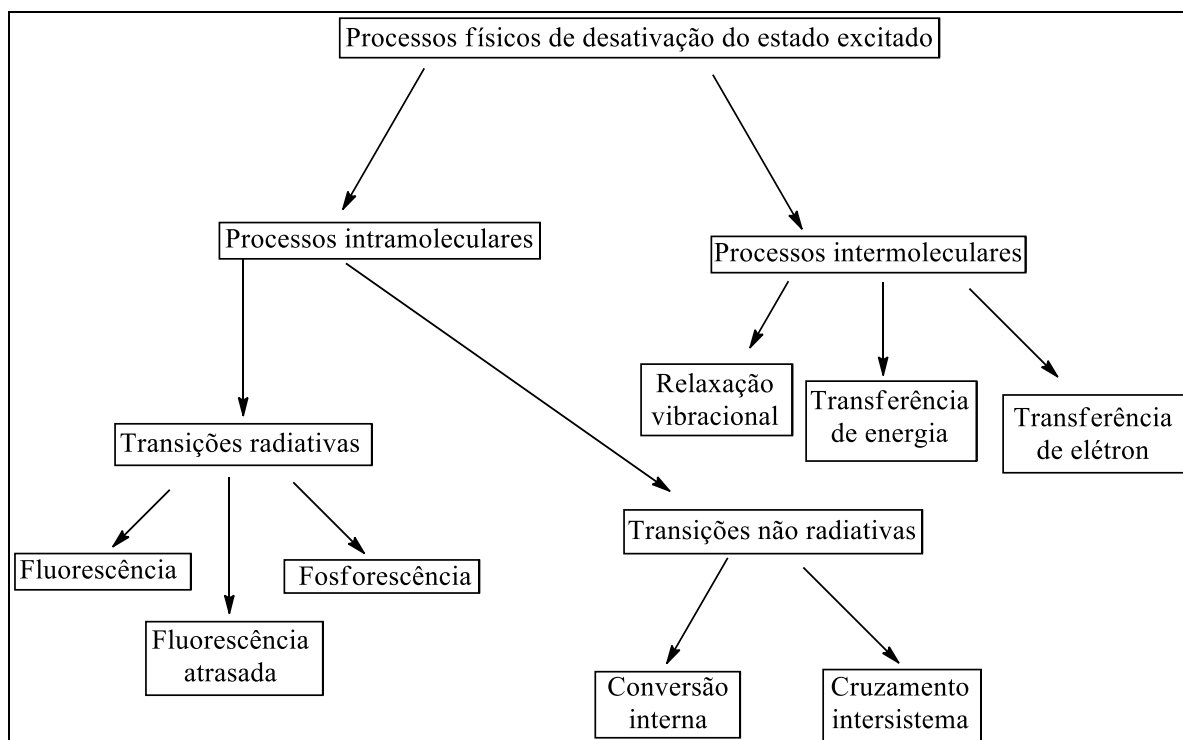 Processos físicos de desativação do estado excitado
Processos intramoleculares
Processos intermoleculares
Relaxação
vibracional
Transferência
de energia
Transferência
de elétron
Transições radiativas
Transições não radiativas
Fluorescência
Fosforescência
Fluorescência
atrasada
Conversão
interna
Cruzamento
intersistema